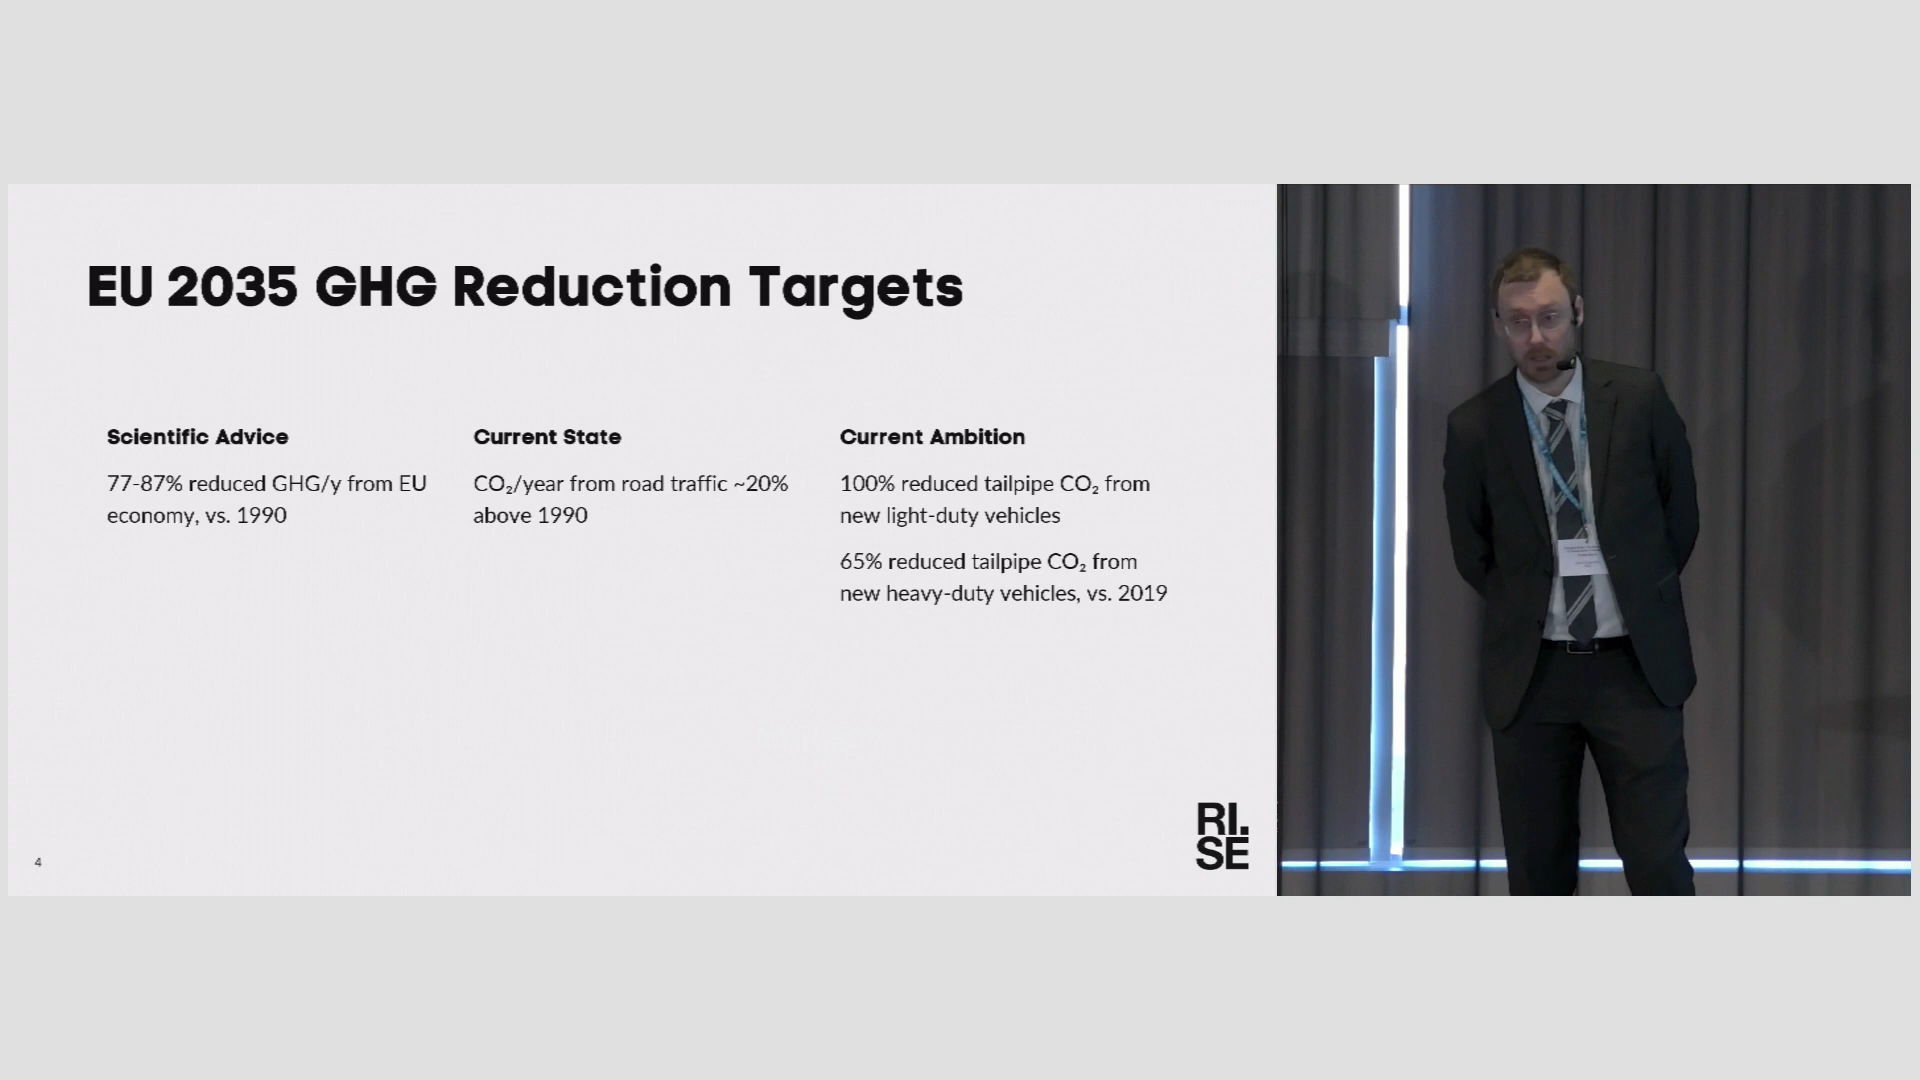 EU 2035 GHG Reduction Targets
Scientific Advice
77-87% reduced GHG/y from EU
economy, vs. 1990
Current State
CO₂/year from road traffic ~20%
above 1990
Current Ambition
100% reduced tailpipe CO₂ from
new light-duty vehicles
65% reduced tailpipe CO₂ from
new heavy-duty vehicles, vs. 2019
4
RI.
SE